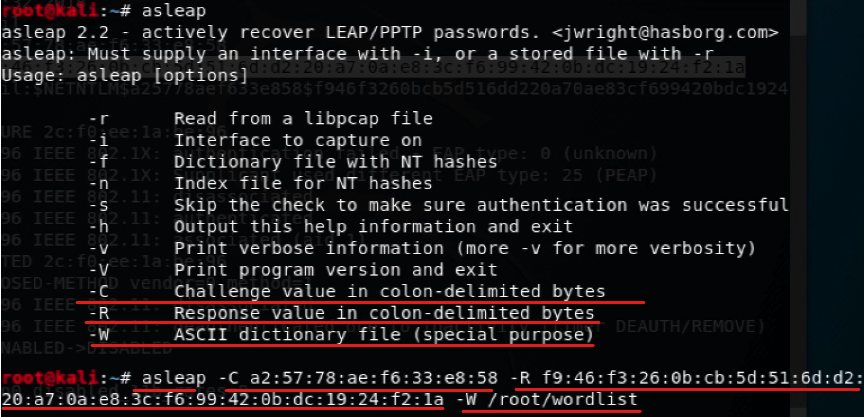 root@kali:~# asleap
asleap 2.2 - actively recover LEAP/PPTP passwords. <jwright@hasborg.com>
asleap: Must supply an interface with -i, or a stored file with -r
Usage: asleap [options]
-r Read from a libpcap file
-i Interface to capture on
-f Dictionary file with NT hashes
-n Index file for NT hashes
-s Skip the check to make sure authentication was successful
-h Output this help information and exit
-v Print verbose information (more -v for more verbosity)
-V Print program version and exit
-C Challenge value in colon-delimited bytes
-R Response value in colon-delimited bytes
-W ASCII dictionary file (special purpose)
root@kali:~# asleap -C a2:57:78:ae:f6:33:e8:58 -R f9:46:f3:26:0b:cb:5d:51:6d:d2:
20:a7:0a:e8:3c:f6:99:42:0b:dc:19:24:f2:1a -W /root/wordlist